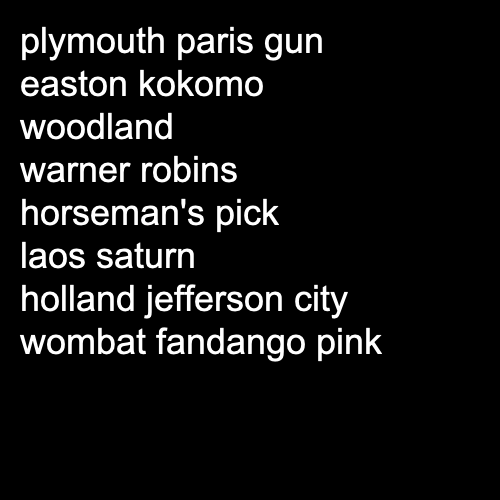 plymouth paris gun
easton kokomo
woodland
warner robins
horseman's pick
laos saturn
holland jefferson city
wombat fandango pink